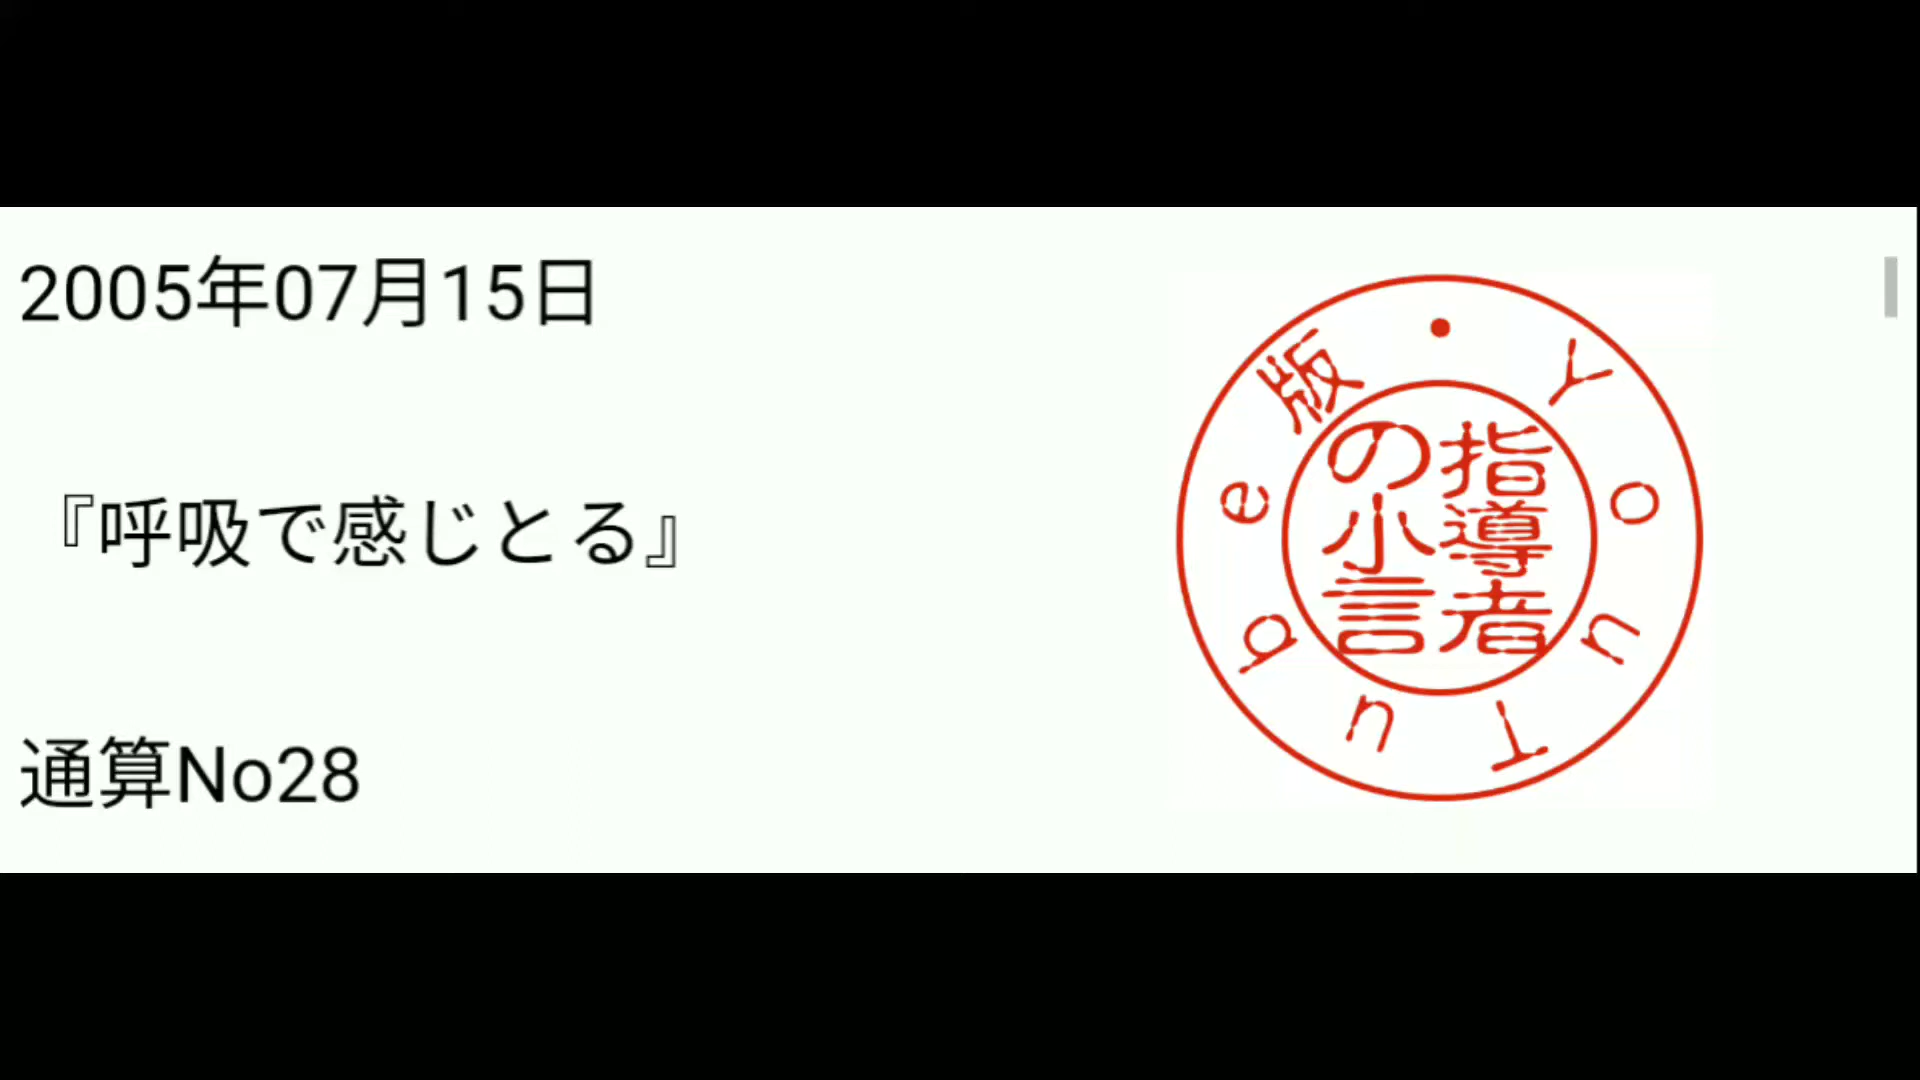 2005年07月15日
『呼吸で感じとる』
通算No28
・YouTube版
指導者
の小言